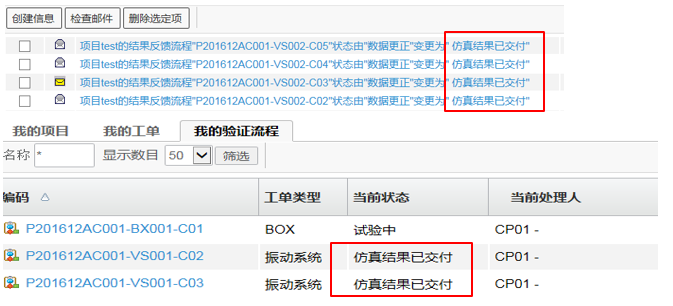 创建信息 检查邮件 删除选定项
项目test的结果反馈流程"P201612AC001-VS002-C05"状态由"数据更正"变更为" 仿真结果已交付"
项目test的结果反馈流程"P201612AC001-VS002-C04"状态由"数据更正"变更为" 仿真结果已交付"
项目test的结果反馈流程"P201612AC001-VS002-C03"状态由"数据更正"变更为" 仿真结果已交付"
项目test的结果反馈流程"P201612AC001-VS002-C02"状态由"数据更正"变更为" 仿真结果已交付"
我的项目 我的工单 我的验证流程
名称 * 显示数目 50 筛选
编码 工单类型 当前状态 当前处理人
P201612AC001-BX001-C01 BOX 试验中 CP01 -
P201612AC001-VS001-C02 振动系统 仿真结果已交付 CP01 -
P201612AC001-VS001-C03 振动系统 仿真结果已交付 CP01 -